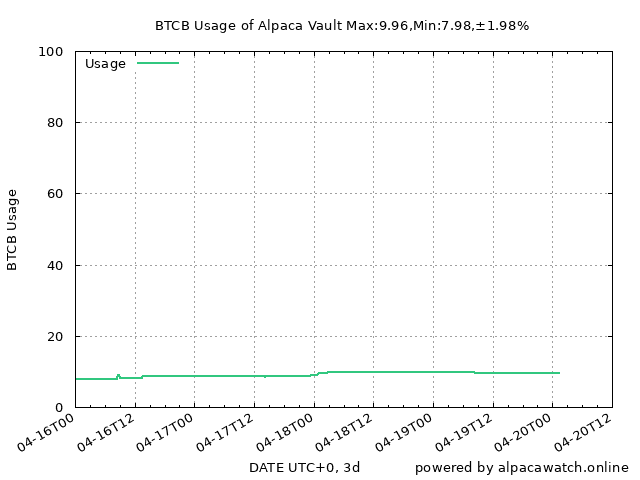 BTCB Usage of Alpaca Vault Max:9.96,Min:7.98,±1.98%
100
Usage
80
60
BTCB Usage
40
20
0
04-16T00 04-16T12 04-17T00 04-17T12 04-18T00 04-18T12 04-19T00 04-19T12 04-20T00 04-20T12
DATE UTC+0, 3d powered by alpacawatch.online